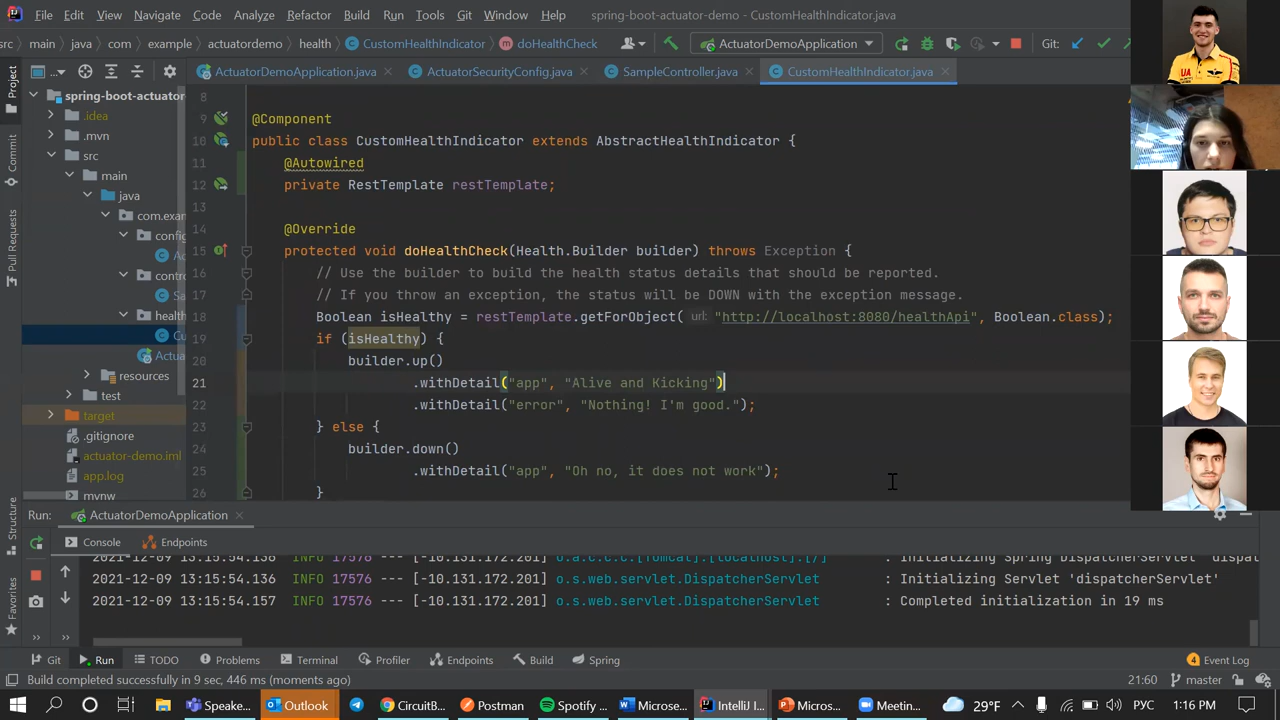 File Edit View Navigate Code Analyze Refactor Build Run Tools Git Window Help spring-boot-actuator-demo - CustomHealthIndicator.java
src main java com example actuatordemo health CustomHealthIndicator doHealthCheck ActuatorDemoApplication Git:
... ActuatorDemoApplication.java ActuatorSecurityConfig.java SampleController.java CustomHealthIndicator.java
Project
Commit
Pull Requests
Structure
Favorites
spring-boot-actuator
.idea
.mvn
src
main
java
com.exa
config
Ac
contro
Sa
health
Cu
Actua
resources
test
target
.gitignore
actuator-demo.iml
app.log
mvnw
8
9 @Component
10 public class CustomHealthIndicator extends AbstractHealthIndicator {
11 @Autowired
12 private RestTemplate restTemplate;
13
14 @Override
15 protected void doHealthCheck(Health.Builder builder) throws Exception {
16 // Use the builder to build the health status details that should be reported.
17 // If you throw an exception, the status will be DOWN with the exception message.
18 Boolean isHealthy = restTemplate.getForObject( url: "http://localhost:8080/healthApi", Boolean.class);
19 if (isHealthy) {
20 builder.up()
21 .withDetail("app", "Alive and Kicking")
22 .withDetail("error", "Nothing! I'm good.");
23 } else {
24 builder.down()
25 .withDetail("app", "Oh no, it does not work");
26 }
UA
Run: ActuatorDemoApplication
Console Endpoints
2021-12-09 13:15:54.136 INFO 17576 --- [-10.131.172.201] o.a.c.c.C.[Tomcat].[localhost].[/] : Initializing Spring DispatcherServlet 'dispat
2021-12-09 13:15:54.136 INFO 17576 --- [-10.131.172.201] o.s.web.servlet.DispatcherServlet : Initializing Servlet 'dispatcherServlet'
2021-12-09 13:15:54.157 INFO 17576 --- [-10.131.172.201] o.s.web.servlet.DispatcherServlet : Completed initialization in 19 ms
Git Run TODO Problems Terminal Profiler Endpoints Build Spring 4 Event Log
Build completed successfully in 9 sec, 446 ms (moments ago) 21:60 master
Speake... Outlook CircuitB... Postman Spotify ... Microse... IntelliJ I... Micros... Meetin... 29°F РУС 1:16 PM